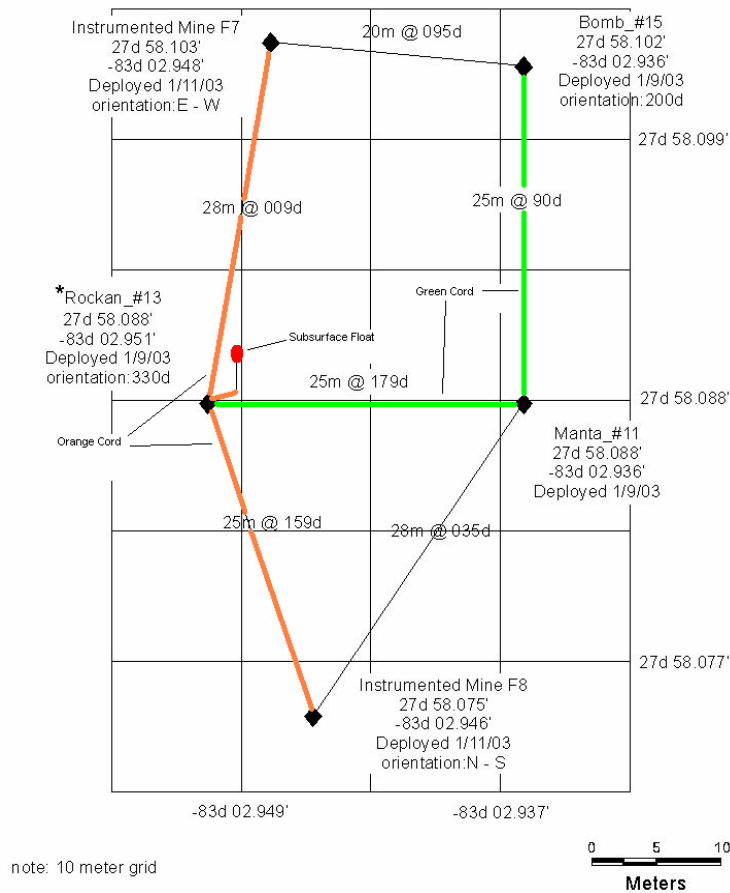 Instrumented Mine F7
27d 58.103'
-83d 02.948'
Deployed 1/11/03
orientation:E - W
20m @ 095d
Bomb_#15
27d 58.102'
-83d 02.936'
Deployed 1/9/03
orientation:200d
27d 58.099'
28m @ 009d
25m @ 90d
*Rockan_#13
27d 58.088'
-83d 02.951'
Deployed 1/9/03
orientation:330d
Green Cord
Subsurface Float
25m @ 179d
27d 58.088'
Orange Cord
Manta_#11
27d 58.088'
-83d 02.936'
Deployed 1/9/03
25m @ 159d
28m @ 035d
27d 58.077'
Instrumented Mine F8
27d 58.075'
-83d 02.946'
Deployed 1/11/03
orientation:N - S
-83d 02.949'
-83d 02.937'
note: 10 meter grid
0 5 10
Meters